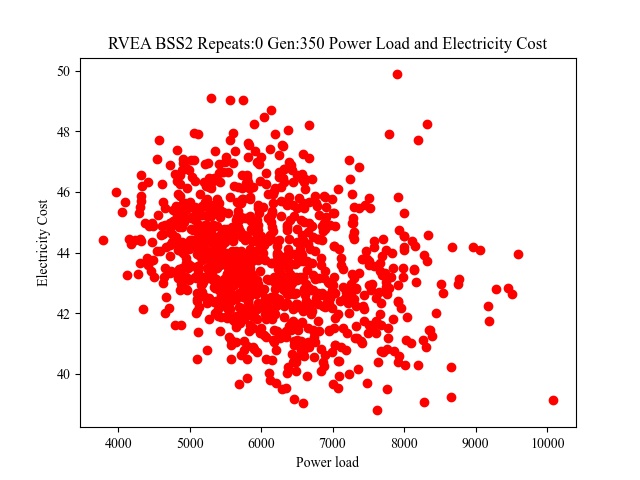 RVEA BSS2 Repeats:0 Gen:350 Power Load and Electricity Cost
50
48
46
44
42
40
Electricity Cost
4000 5000 6000 7000 8000 9000 10000
Power load